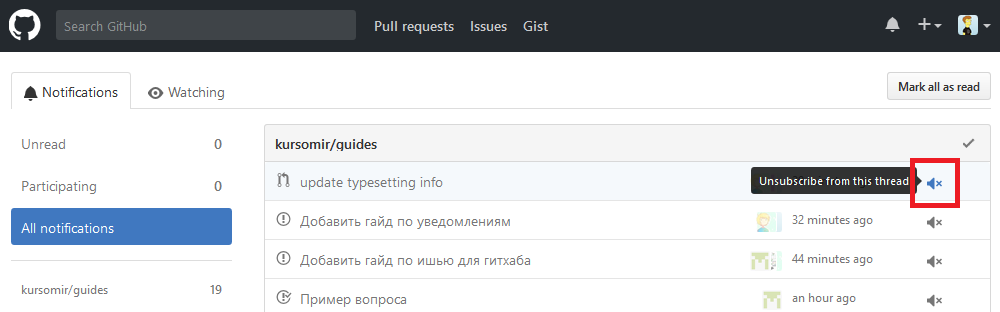 Search GitHub Pull requests Issues Gist
Notifications Watching Mark all as read
Unread 0
Participating 0
All notifications
kursomir/guides 19
kursomir/guides
update typesetting info Unsubscribe from this thread
Добавить гайд по уведомлениям 32 minutes ago
Добавить гайд по ишью для гитхаба 44 minutes ago
Пример вопроса an hour ago